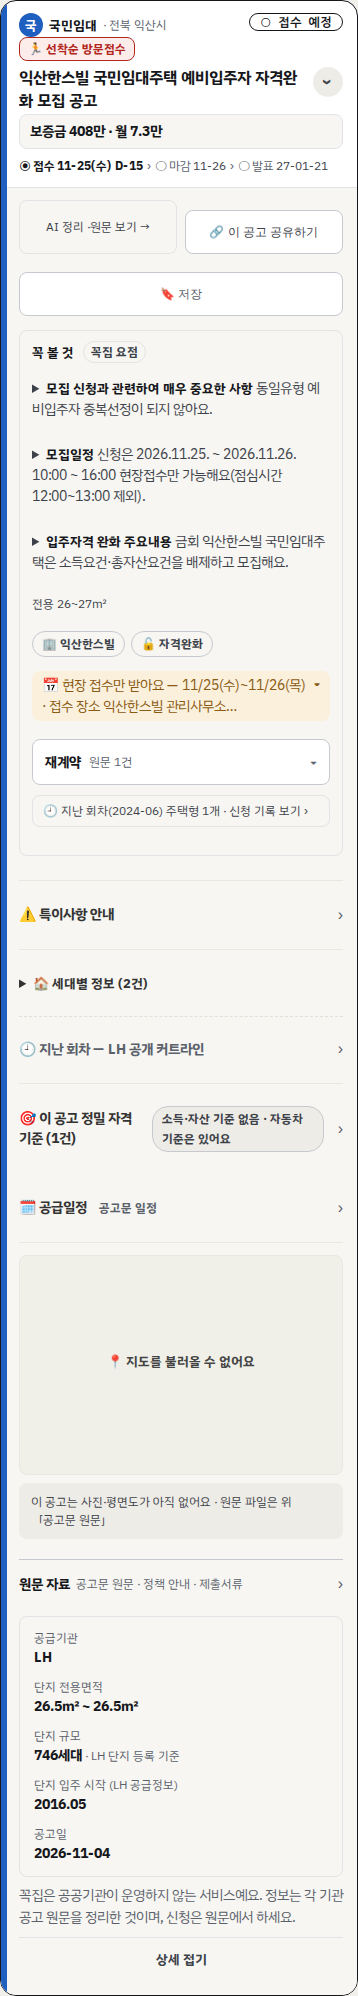 국 국민임대 · 전북 익산시 ○ 접수 예정
🏃 선착순 방문접수
익산한스빌 국민임대주택 예비입주자 자격완
화 모집 공고
보증금 408만 · 월 7.3만
◉ 접수 11-25(수) D-15 › ○ 마감 11-26 › ○ 발표 27-01-21
AI 정리 ·원문 보기 →
🔗 이 공고 공유하기
🔖 저장
꼭 볼 것 꼭집 요점
▶ 모집 신청과 관련하여 매우 중요한 사항 동일유형 예
비입주자 중복선정이 되지 않아요.
▶ 모집일정 신청은 2026.11.25. ~ 2026.11.26.
10:00 ~ 16:00 현장접수만 가능해요(점심시간
12:00~13:00 제외).
▶ 입주자격 완화 주요내용 금회 익산한스빌 국민임대주
택은 소득요건·총자산요건을 배제하고 모집해요.
전용 26~27m²
🏢 익산한스빌 🔓 자격완화
📅 현장 접수만 받아요 — 11/25(수)~11/26(목)
· 접수 장소 익산한스빌 관리사무소…
재계약 원문 1건
🕘 지난 회차(2024-06) 주택형 1개 · 신청 기록 보기 ›
⚠️ 특이사항 안내 ›
▶ 🏠 세대별 정보 (2건)
🕘 지난 회차 — LH 공개 커트라인 ›
🎯 이 공고 정밀 자격
기준 (1건)
소득·자산 기준 없음 · 자동차
기준은 있어요 ›
🗓️ 공급일정 공고문 일정 ›
📍 지도를 불러올 수 없어요
이 공고는 사진·평면도가 아직 없어요 · 원문 파일은 위
「공고문 원문」
원문 자료 공고문 원문 · 정책 안내 · 제출서류 ›
공급기관
LH
단지 전용면적
26.5m² ~ 26.5m²
단지 규모
746세대 · LH 단지 등록 기준
단지 입주 시작 (LH 공급정보)
2016.05
공고일
2026-11-04
꼭집은 공공기관이 운영하지 않는 서비스예요. 정보는 각 기관
공고 원문을 정리한 것이며, 신청은 원문에서 하세요.
상세 접기